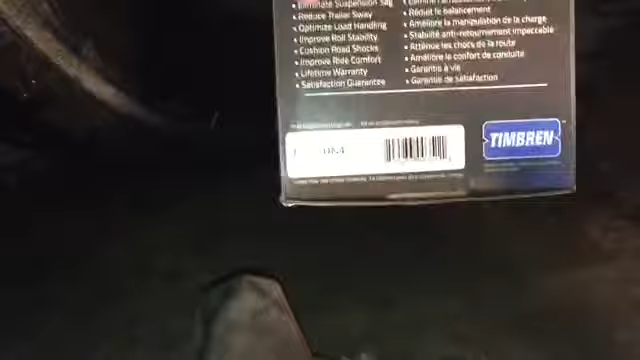 Eliminate Suspension Sag
• Reduce Trailer Sway
• Optimize Load Handling
• Improve Roll Stability
• Cushion Road Shocks
• Improve Ride Comfort
• Lifetime Warranty
• Satisfaction Guarantee
• Réduit le balancement
• Améliore la manipulation de la charge
• Stabilité anti-retournement impeccable
• Atténue les chocs de la route
• Améliore le confort de conduite
• Garantie à vie
• Garantie de satisfaction
TIMBREN